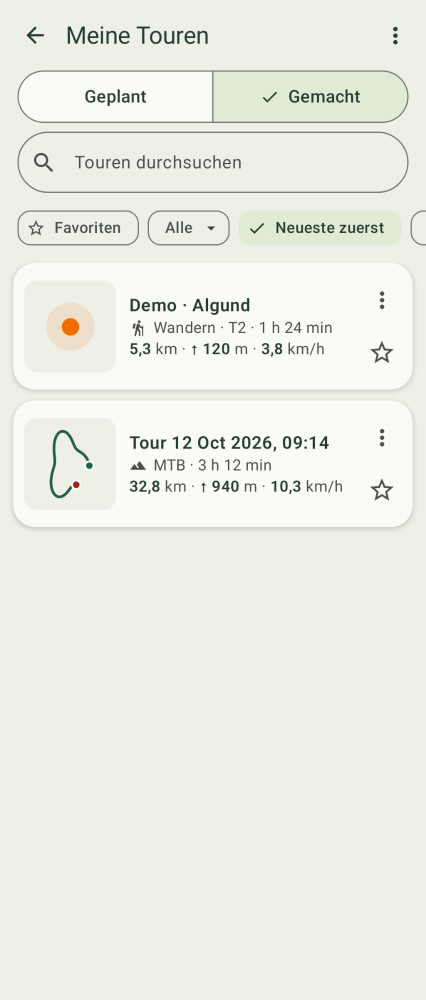 Meine Touren
Geplant
Gemacht
Touren durchsuchen
Favoriten
Alle
Neueste zuerst
Demo · Algund
Wandern · T2 · 1 h 24 min
5,3 km · ↑ 120 m · 3,8 km/h
Tour 12 Oct 2026, 09:14
MTB · 3 h 12 min
32,8 km · ↑ 940 m · 10,3 km/h